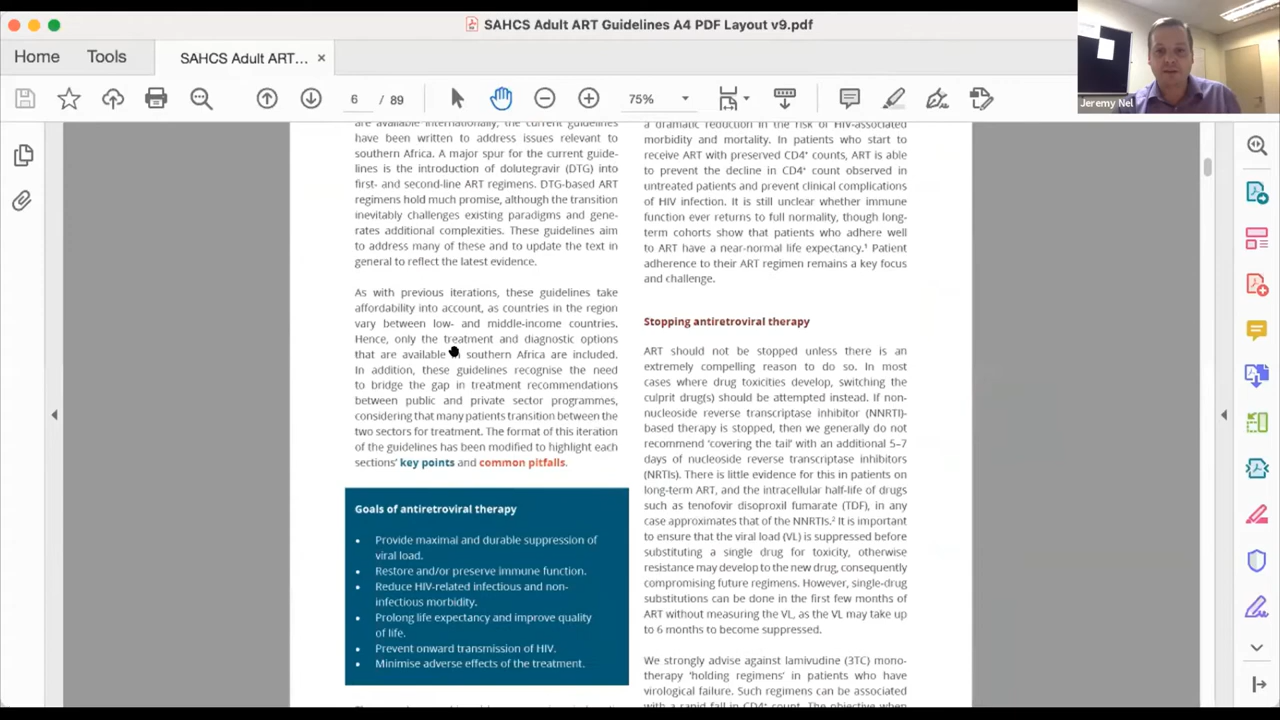 SAHCS Adult ART Guidelines A4 PDF Layout v9.pdf
Home
Tools
SAHCS Adult ART...
6 / 89
75%
Jeremy Nel
are available internationally, the current guidelines
have been written to address issues relevant to
southern Africa. A major spur for the current guide-
lines is the introduction of dolutegravir (DTG) into
first- and second-line ART regimens. DTG-based ART
regimens hold much promise, although the transition
inevitably challenges existing paradigms and gene-
rates additional complexities. These guidelines aim
to address many of these and to update the text in
general to reflect the latest evidence.
As with previous iterations, these guidelines take
affordability into account, as countries in the region
vary between low- and middle-income countries.
Hence, only the treatment and diagnostic options
that are available southern Africa are included.
In addition, these guidelines recognise the need
to bridge the gap in treatment recommendations
between public and private sector programmes,
considering that many patients transition between the
two sectors for treatment. The format of this iteration
of the guidelines has been modified to highlight each
sections' key points and common pitfalls.
Goals of antiretroviral therapy
• Provide maximal and durable suppression of
viral load.
• Restore and/or preserve immune function.
• Reduce HIV-related infectious and non-
infectious morbidity.
• Prolong life expectancy and improve quality
of life.
• Prevent onward transmission of HIV.
• Minimise adverse effects of the treatment.
a dramatic reduction in the risk of HIV-associated
morbidity and mortality. In patients who start to
receive ART with preserved CD4⁺ counts, ART is able
to prevent the decline in CD4⁺ count observed in
untreated patients and prevent clinical complications
of HIV infection. It is still unclear whether immune
function ever returns to full normality, though long-
term cohorts show that patients who adhere well
to ART have a near-normal life expectancy.¹ Patient
adherence to their ART regimen remains a key focus
and challenge.
Stopping antiretroviral therapy
ART should not be stopped unless there is an
extremely compelling reason to do so. In most
cases where drug toxicities develop, switching the
culprit drug(s) should be attempted instead. If non-
nucleoside reverse transcriptase inhibitor (NNRTI)-
based therapy is stopped, then we generally do not
recommend 'covering the tail' with an additional 5–7
days of nucleoside reverse transcriptase inhibitors
(NRTIs). There is little evidence for this in patients on
long-term ART, and the intracellular half-life of drugs
such as tenofovir disoproxil fumarate (TDF), in any
case approximates that of the NNRTIs.² It is important
to ensure that the viral load (VL) is suppressed before
substituting a single drug for toxicity, otherwise
resistance may develop to the new drug, consequently
compromising future regimens. However, single-drug
substitutions can be done in the first few months of
ART without measuring the VL, as the VL may take up
to 6 months to become suppressed.
We strongly advise against lamivudine (3TC) mono-
therapy 'holding regimens' in patients who have
virological failure. Such regimens can be associated
with a rapid fall in CD4⁺ count. The objective when